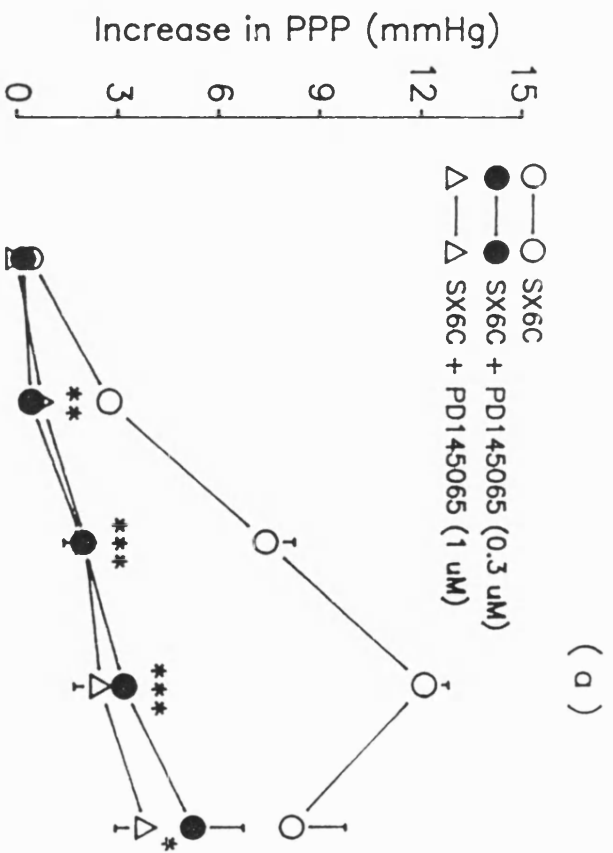 (a)
SX6C
SX6C + PD145065 (0.3 uM)
SX6C + PD145065 (1 uM)
Increase in PPP (mmHg)
15
12
9
6
3
0
**
***
***
*